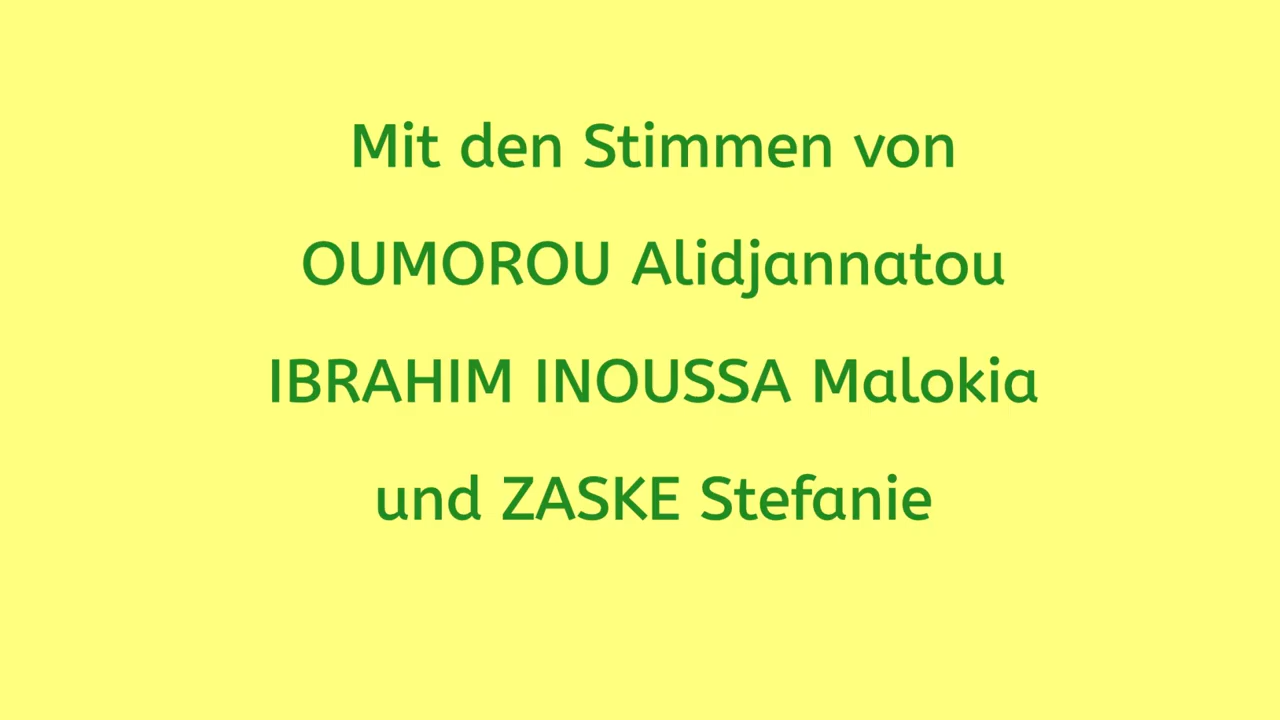 Mit den Stimmen von
OUMOROU Alidjannatou
IBRAHIM INOUSSA Malokia
und ZASKE Stefanie